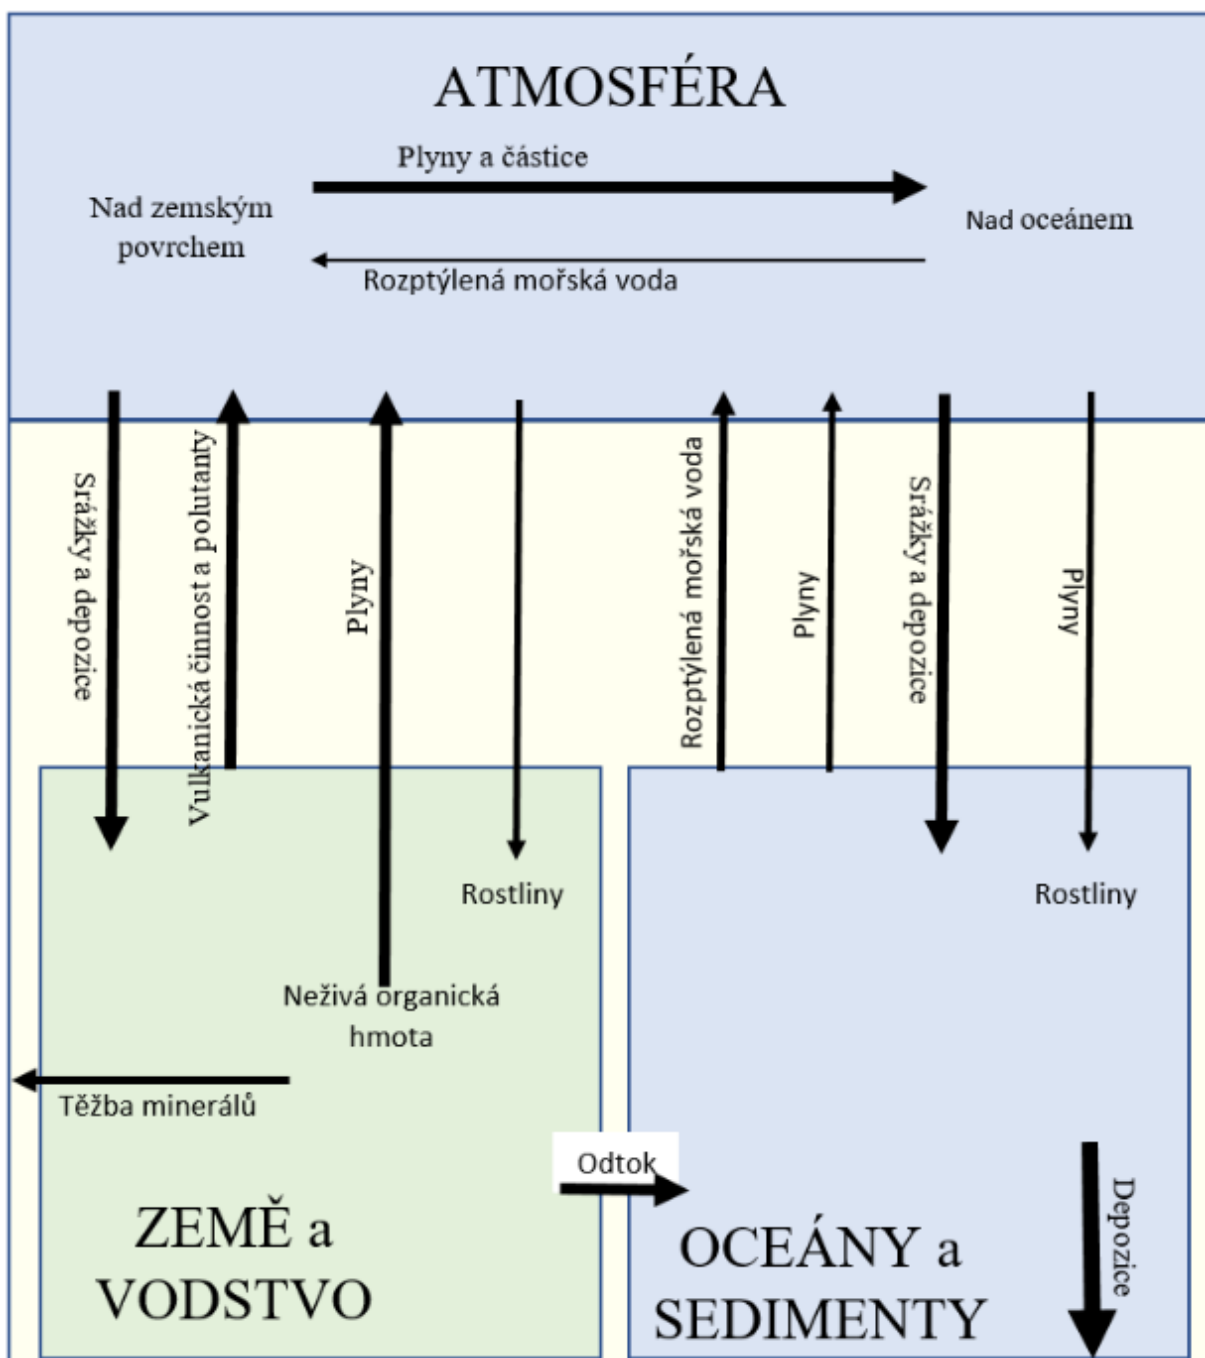 ATMOSFÉRA
Plyny a částice
Nad zemským
povrchem
Nad oceánem
Rozptýlená mořská voda
Srážky a depozice
Vulkanická činnost a polutanty
Plyny
Rozptýlená mořská voda
Plyny
Srážky a depozice
Plyny
Rostliny
Rostliny
Neživá organická
hmota
Těžba minerálů
Odtok
Depozice
ZEMĚ a
VODSTVO
OCEÁNY a
SEDIMENTY